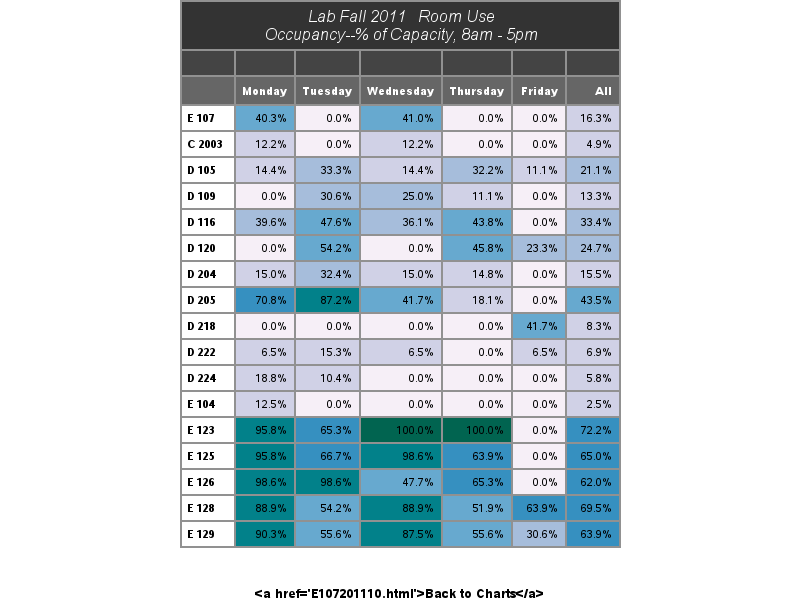 Lab Fall 2011 Room Use
Occupancy--% of Capacity, 8am - 5pm
Monday Tuesday Wednesday Thursday Friday All
E 107 40.3% 0.0% 41.0% 0.0% 0.0% 16.3%
C 2003 12.2% 0.0% 12.2% 0.0% 0.0% 4.9%
D 105 14.4% 33.3% 14.4% 32.2% 11.1% 21.1%
D 109 0.0% 30.6% 25.0% 11.1% 0.0% 13.3%
D 116 39.6% 47.6% 36.1% 43.8% 0.0% 33.4%
D 120 0.0% 54.2% 0.0% 45.8% 23.3% 24.7%
D 204 15.0% 32.4% 15.0% 14.8% 0.0% 15.5%
D 205 70.8% 87.2% 41.7% 18.1% 0.0% 43.5%
D 218 0.0% 0.0% 0.0% 0.0% 41.7% 8.3%
D 222 6.5% 15.3% 6.5% 0.0% 6.5% 6.9%
D 224 18.8% 10.4% 0.0% 0.0% 0.0% 5.8%
E 104 12.5% 0.0% 0.0% 0.0% 0.0% 2.5%
E 123 95.8% 65.3% 100.0% 100.0% 0.0% 72.2%
E 125 95.8% 66.7% 98.6% 63.9% 0.0% 65.0%
E 126 98.6% 98.6% 47.7% 65.3% 0.0% 62.0%
E 128 88.9% 54.2% 88.9% 51.9% 63.9% 69.5%
E 129 90.3% 55.6% 87.5% 55.6% 30.6% 63.9%
&lt;a href='E107201110.html'&gt;Back to Charts&lt;/a&gt;